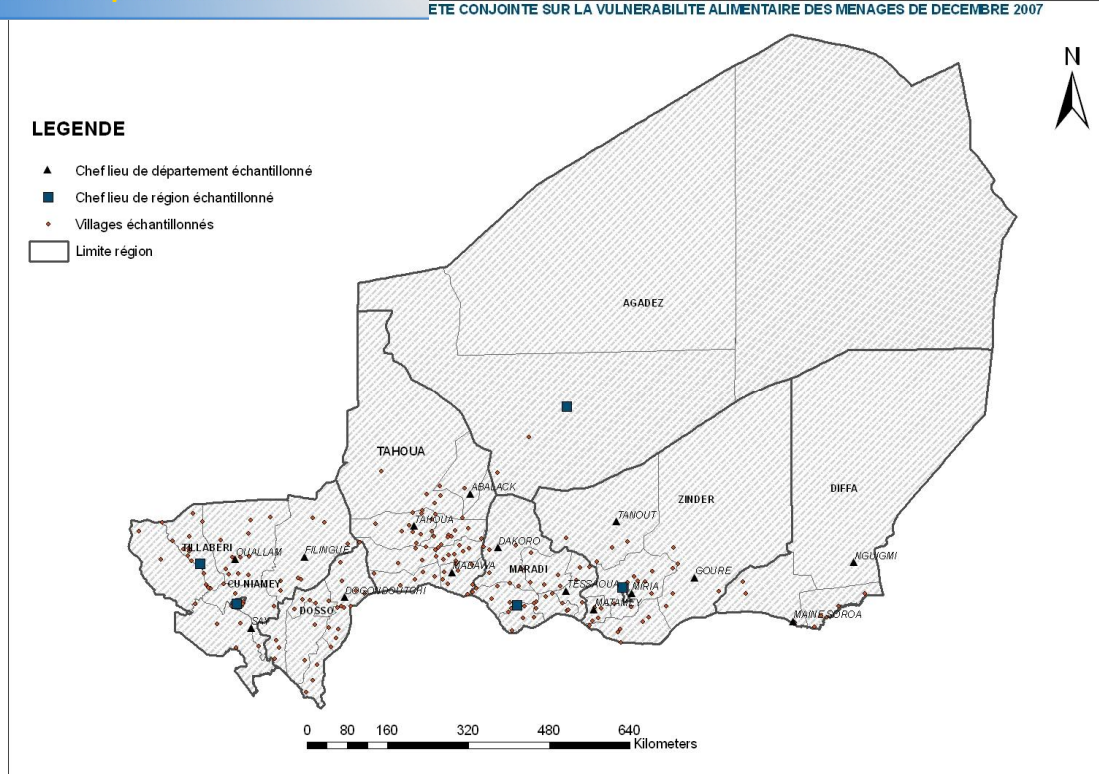 ETE CONJOINTE SUR LA VULNERABILITE ALIMENTAIRE DES MENAGES DE DECEMBRE 2007
N
LEGENDE
Chef lieu de département échantillonné
Chef lieu de région échantillonné
Villages échantillonnés
Limite région
AGADEZ
TAHOUA
ABALACK
ZINDER
DIFFA
TANOUT
TAHOUA
DAKORO
TILLABERI
OUALLAM
FILINGUE
NGUIGMI
MADAWA
MARADI
GOURE
CU NIAMEY
TESSAOUA
MIRIA
DOGONDOUTCHI
MATAMEY
DOSSO
MAINE SOROA
SAY
0 80 160 320 480 640
Kilometers